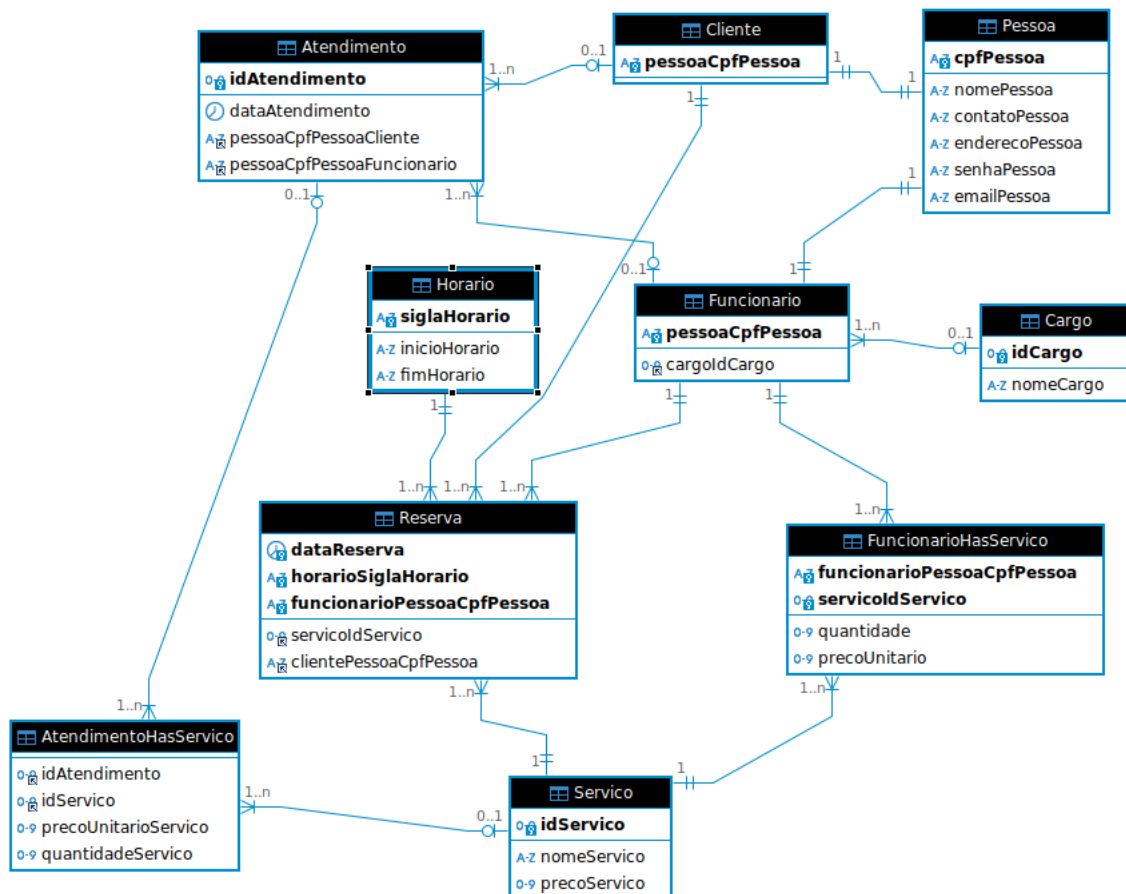 Atendimento
idAtendimento
dataAtendimento
pessoaCpfPessoaCliente
pessoaCpfPessoaFuncionario
Cliente
pessoaCpfPessoa
Pessoa
cpfPessoa
nomePessoa
contatoPessoa
enderecoPessoa
senhaPessoa
emailPessoa
1..n
0..1
1
1
1
1
0..1
1..n
0..1
1
Horario
siglaHorario
inicioHorario
fimHorario
Funcionario
pessoaCpfPessoa
cargoIdCargo
Cargo
idCargo
nomeCargo
1..n
0..1
1
1
1
1..n
1..n
1..n
1..n
Reserva
dataReserva
horarioSiglaHorario
funcionarioPessoaCpfPessoa
servicoIdServico
clientePessoaCpfPessoa
FuncionarioHasServico
funcionarioPessoaCpfPessoa
servicoIdServico
quantidade
precoUnitario
1..n
1..n
1..n
1
1
AtendimentoHasServico
idAtendimento
idServico
precoUnitarioServico
quantidadeServico
1..n
0..1
Servico
idServico
nomeServico
precoServico